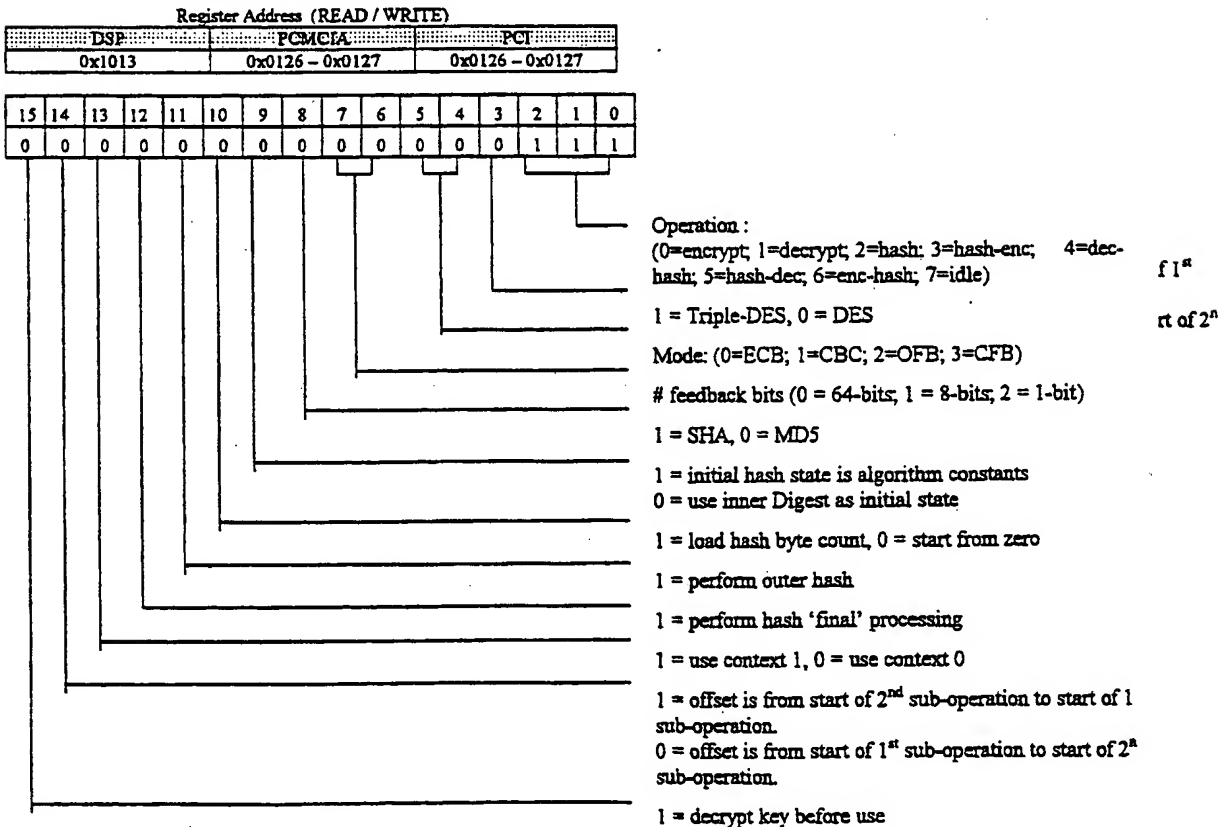 Register Address (READ / WRITE)
DSP PCMCIA PCI
0x1013 0x0126 – 0x0127 0x0126 – 0x0127
15 14 13 12 11 10 9 8 7 6 5 4 3 2 1 0
0 0 0 0 0 0 0 0 0 0 0 0 0 1 1 1
Operation :
(0=encrypt; 1=decrypt; 2=hash; 3=hash-enc; 4=dec-
hash; 5=hash-dec; 6=enc-hash; 7=idle)
f 1st
1 = Triple-DES, 0 = DES
rt of 2n
Mode: (0=ECB; 1=CBC; 2=OFB; 3=CFB)
# feedback bits (0 = 64-bits; 1 = 8-bits; 2 = 1-bit)
1 = SHA, 0 = MD5
1 = initial hash state is algorithm constants
0 = use inner Digest as initial state
1 = load hash byte count, 0 = start from zero
1 = perform outer hash
1 = perform hash ‘final’ processing
1 = use context 1, 0 = use context 0
1 = offset is from start of 2nd sub-operation to start of 1
sub-operation.
0 = offset is from start of 1st sub-operation to start of 2n
sub-operation.
1 = decrypt key before use